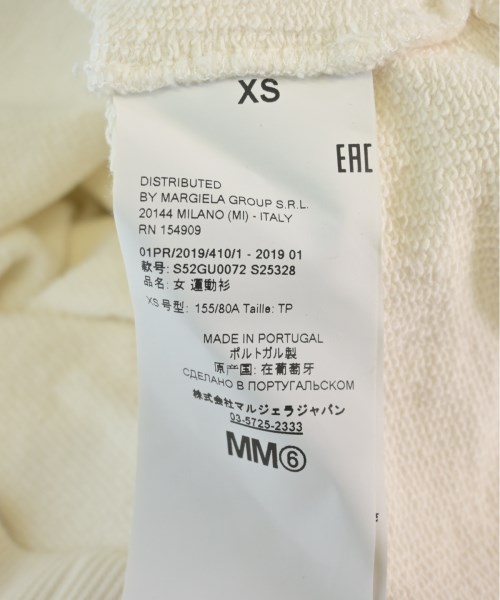 XS
EAC
DISTRIBUTED
BY MARGIELA GROUP S.R.L.
20144 MILANO (MI) - ITALY
RN 154909
01PR/2019/410/1 - 2019 01
款号: S52GU0072 S25328
品名: 女 運動衫
XS 号型: 155/80A Taille: TP
MADE IN PORTUGAL
ポルトガル製
原产国: 在葡萄牙
СДЕЛАНО В ПОРТУГАЛЬСКОМ
株式会社マルジェラジャパン
03-5725-2333
MM⑥